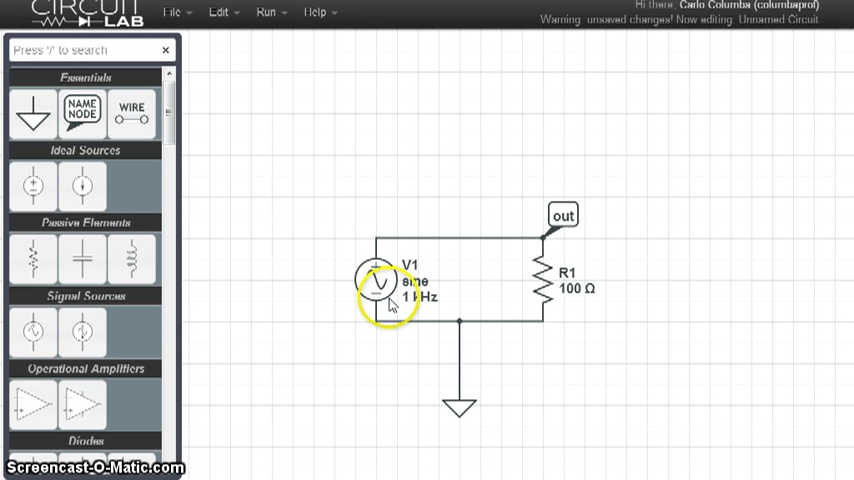 CIRCUIT
LAB
File Edit Run Help
Hi there, Carlo Columba (columbaprof)
Warning: unsaved changes! Now editing: Unnamed Circuit
Press '/' to search
Essentials
NAME
NODE
WIRE
Ideal Sources
Passive Elements
Signal Sources
Operational Amplifiers
Diodes
out
V1
sine
1 kHz
R1
100 Ω
Screencast-O-Matic.com